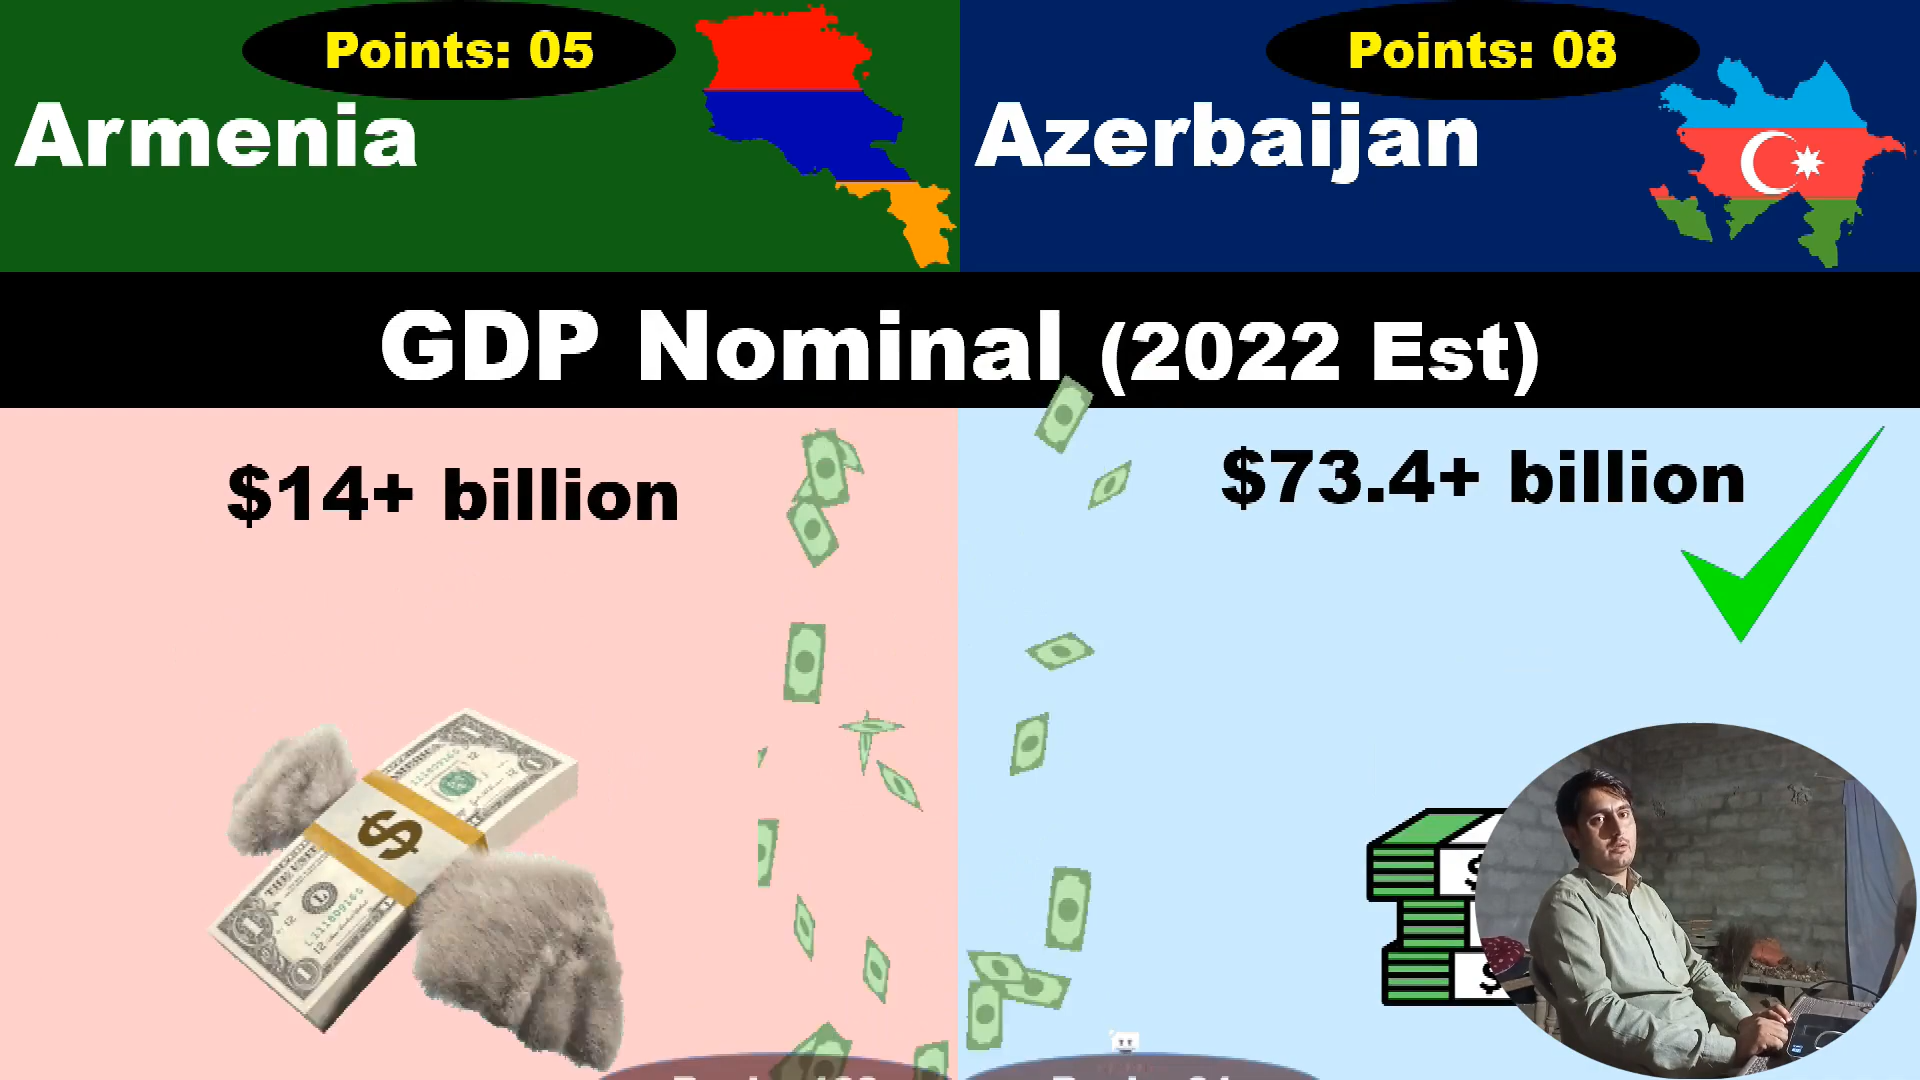 Points: 05
Armenia
Points: 08
Azerbaijan
GDP Nominal (2022 Est)
$14+ billion
$73.4+ billion